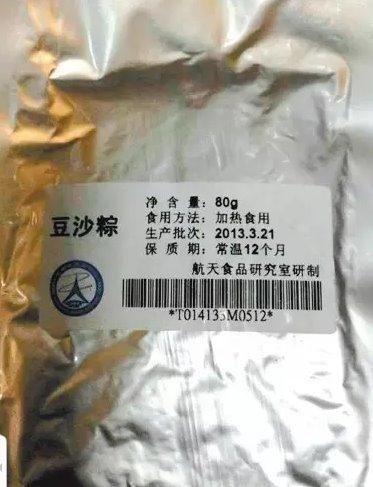 豆沙粽
净 含 量：80g
食用方法：加热食用
生产批次：2013.3.21
保 质 期：常温12个月
航天食品研究室研制
*T014135M0512*